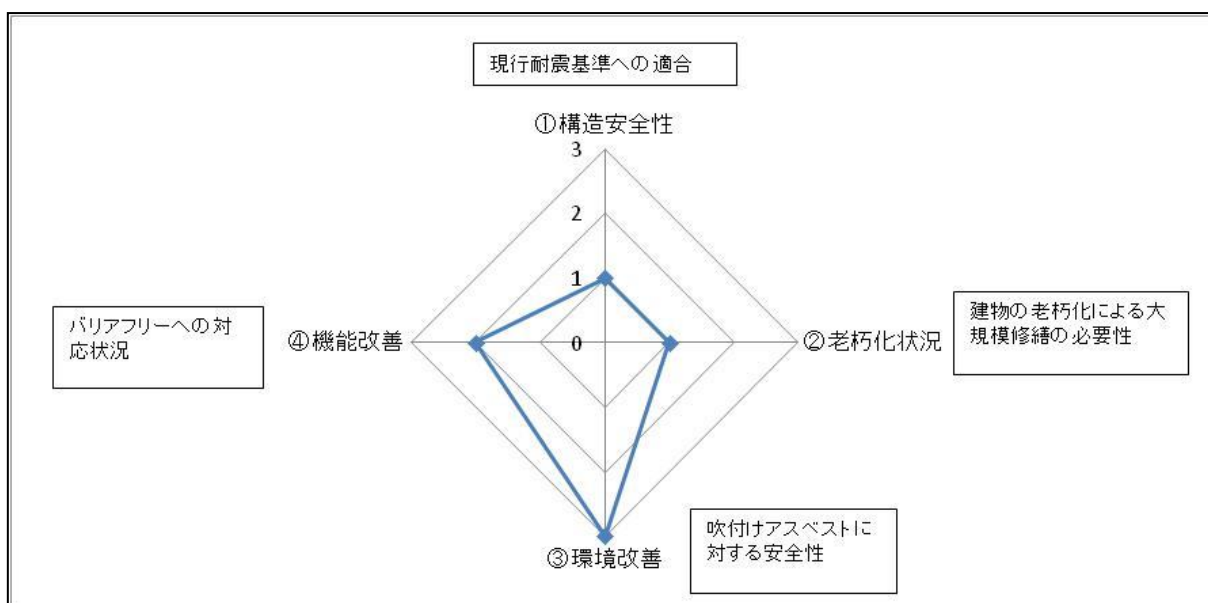 現行耐震基準への適合
①構造安全性
3
2
1
0
バリアフリーへの対
応状況
④機能改善
②老朽化状況
建物の老朽化による大
規模修繕の必要性
③環境改善
吹付けアスベストに
対する安全性